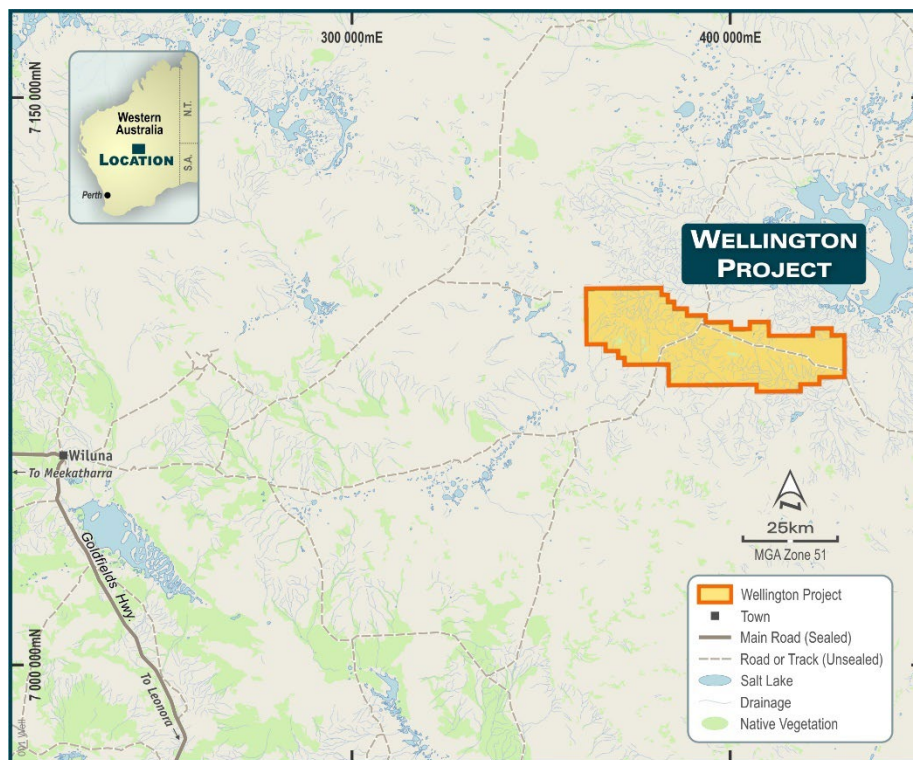 300 000mE
400 000mE
7 150 000mN
Western
Australia
LOCATION
N.T.
S.A.
Perth
WELLINGTON
PROJECT
Wiluna
To Meekatharra
Goldfields Hwy.
To Leonora
7 000 000mN
25km
MGA Zone 51
Wellington Project
Town
Main Road (Sealed)
Road or Track (Unsealed)
Salt Lake
Drainage
Native Vegetation